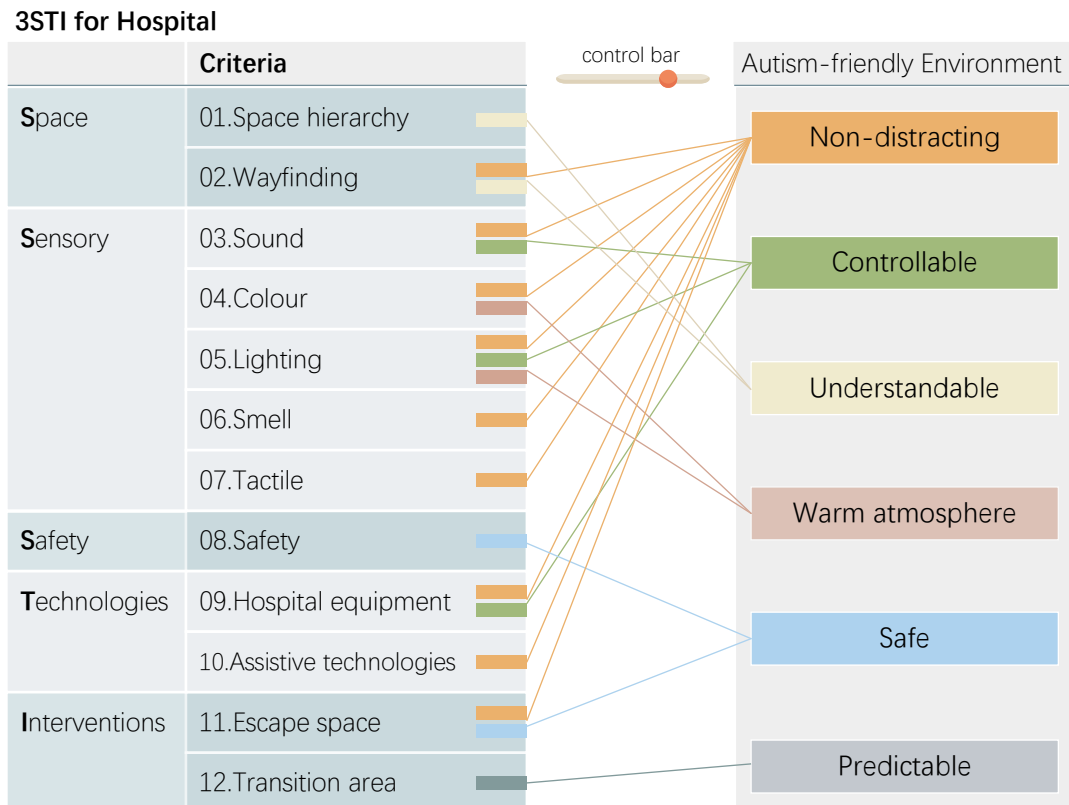 3STI for Hospital
Criteria
control bar
Autism-friendly Environment
Space
01.Space hierarchy
02.Wayfinding
Sensory
03.Sound
04.Colour
05.Lighting
06.Smell
07.Tactile
Safety
08.Safety
Technologies
09.Hospital equipment
10.Assistive technologies
Interventions
11.Escape space
12.Transition area
Non-distracting
Controllable
Understandable
Warm atmosphere
Safe
Predictable